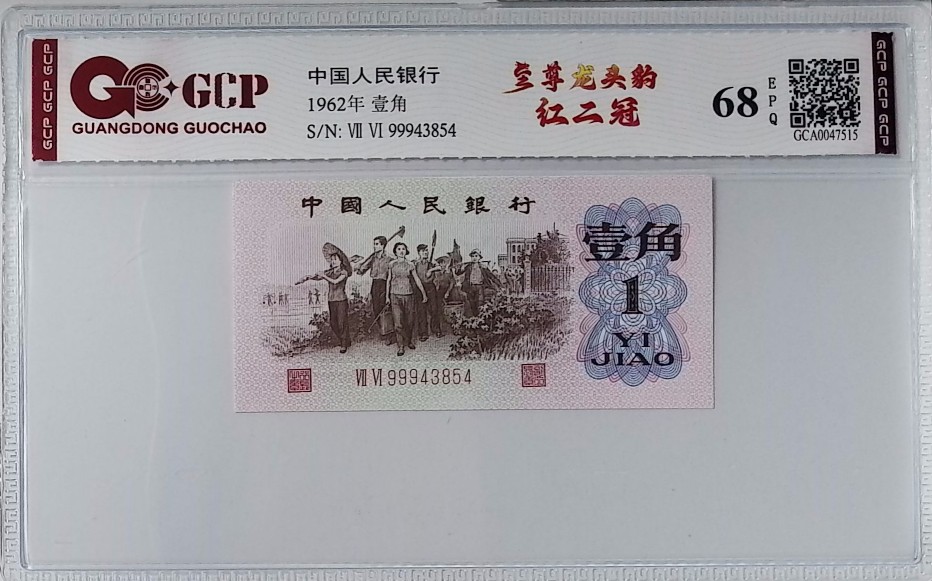 GCP GCP GCP
GCP
GUANGDONG GUOCHAO
中国人民银行
1962年 壹角
S/N: Ⅶ Ⅵ 99943854
至尊龙头豹
红二冠
68
EPQ
GCA0047515
GCP GCP GCP
中國人民銀行
壹角
1
YI
JIAO
Ⅶ Ⅵ 99943854